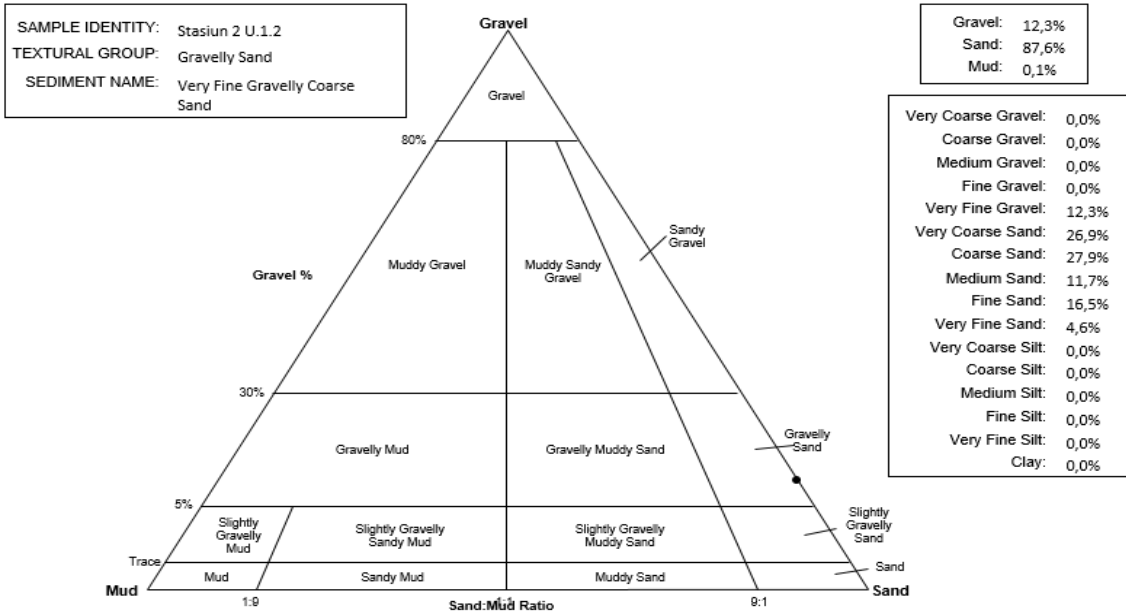 SAMPLE IDENTITY: Stasiun 2 U.1.2
TEXTURAL GROUP: Gravelly Sand
SEDIMENT NAME: Very Fine Gravelly Coarse
Sand
Gravel
Gravel: 12,3%
Sand: 87,6%
Mud: 0,1%
Very Coarse Gravel: 0,0%
Coarse Gravel: 0,0%
Medium Gravel: 0,0%
Fine Gravel: 0,0%
Very Fine Gravel: 12,3%
Very Coarse Sand: 26,9%
Coarse Sand: 27,9%
Medium Sand: 11,7%
Fine Sand: 16,5%
Very Fine Sand: 4,6%
Very Coarse Silt: 0,0%
Coarse Silt: 0,0%
Medium Silt: 0,0%
Fine Silt: 0,0%
Very Fine Silt: 0,0%
Clay: 0,0%
Gravel
80%
Sandy
Gravel
Gravel %
Muddy Gravel
Muddy Sandy
Gravel
30%
Gravelly Mud
Gravelly Muddy Sand
Gravelly
Sand
5%
Slightly
Gravelly
Mud
Slightly Gravelly
Sandy Mud
Slightly Gravelly
Muddy Sand
Slightly
Gravelly
Sand
Trace
Mud
Sandy Mud
Muddy Sand
Sand
Mud
Sand
1:9
1:1
9:1
Sand:Mud Ratio